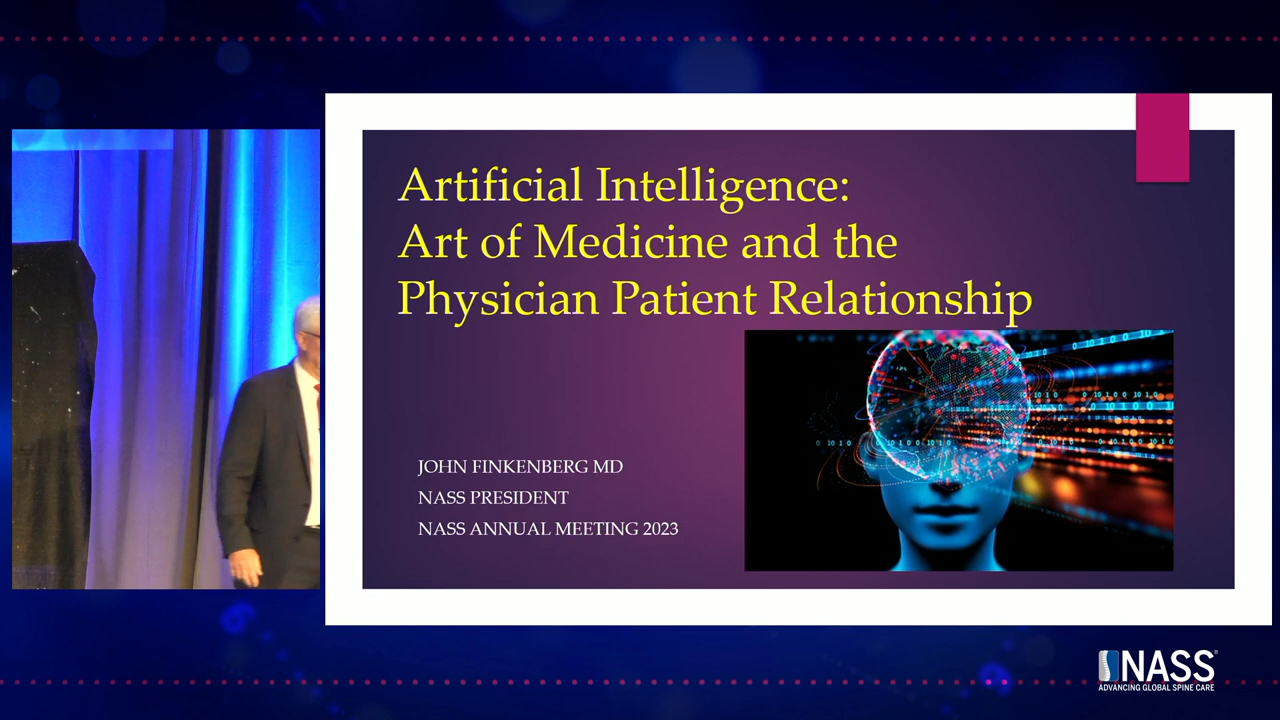 Artificial Intelligence:
Art of Medicine and the
Physician Patient Relationship
JOHN FINKENBERG MD
NASS PRESIDENT
NASS ANNUAL MEETING 2023
NASS®
ADVANCING GLOBAL SPINE CARE